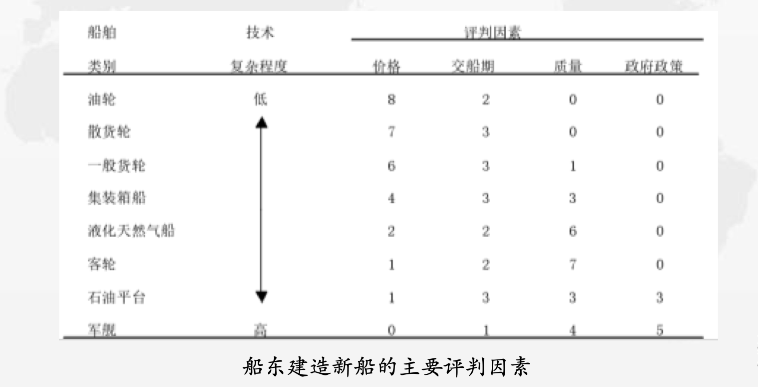 船舶 技术 评判因素
类别 复杂程度 价格 交船期 质量 政府政策
油轮 低 8 2 0 0
散货轮 7 3 0 0
一般货轮 6 3 1 0
集装箱船 4 3 3 0
液化天然气船 2 2 6 0
客轮 1 2 7 0
石油平台 1 3 3 3
军舰 高 0 1 4 5
船东建造新船的主要评判因素